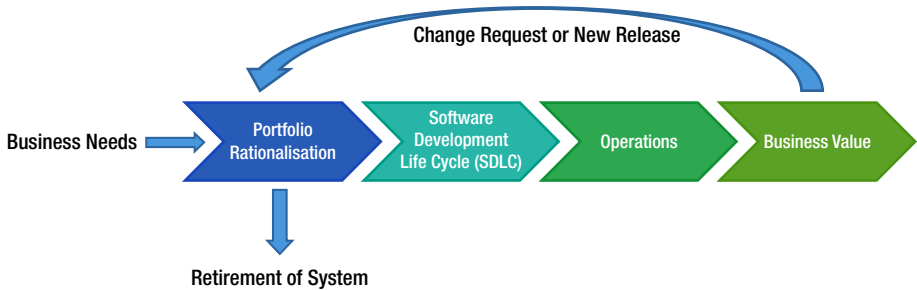 Change Request or New Release
Business Needs
Portfolio
Rationalisation
Software
Development
Life Cycle (SDLC)
Operations
Business Value
Retirement of System